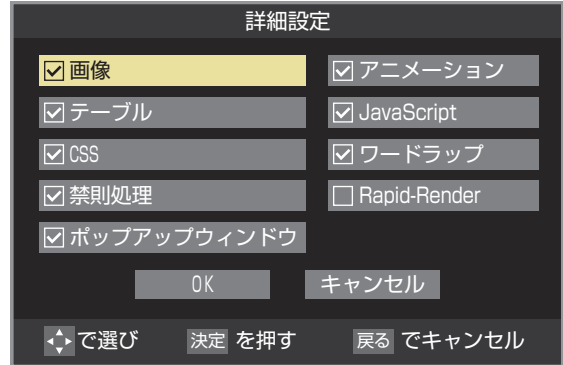 詳細設定
画像 アニメーション
テーブル JavaScript
CSS ワードラップ
禁則処理 Rapid-Render
ポップアップウィンドウ
OK キャンセル
で選び 決定 を押す 戻る でキャンセル